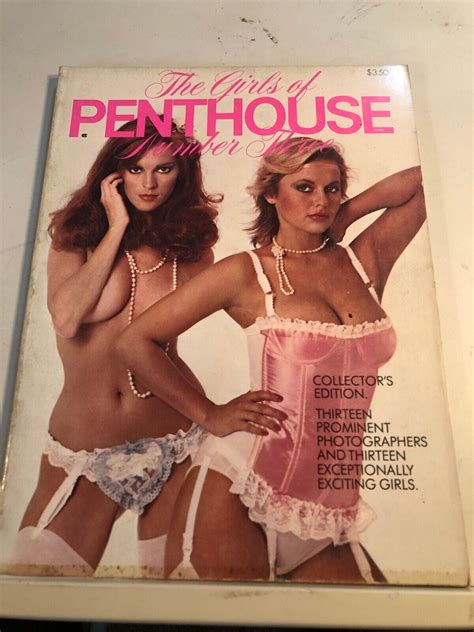 $3.50
The Girls of
PENTHOUSE
Number Three
COLLECTOR'S
EDITION.
THIRTEEN
PROMINENT
PHOTOGRAPHERS
AND THIRTEEN
EXCEPTIONALLY
EXCITING GIRLS.